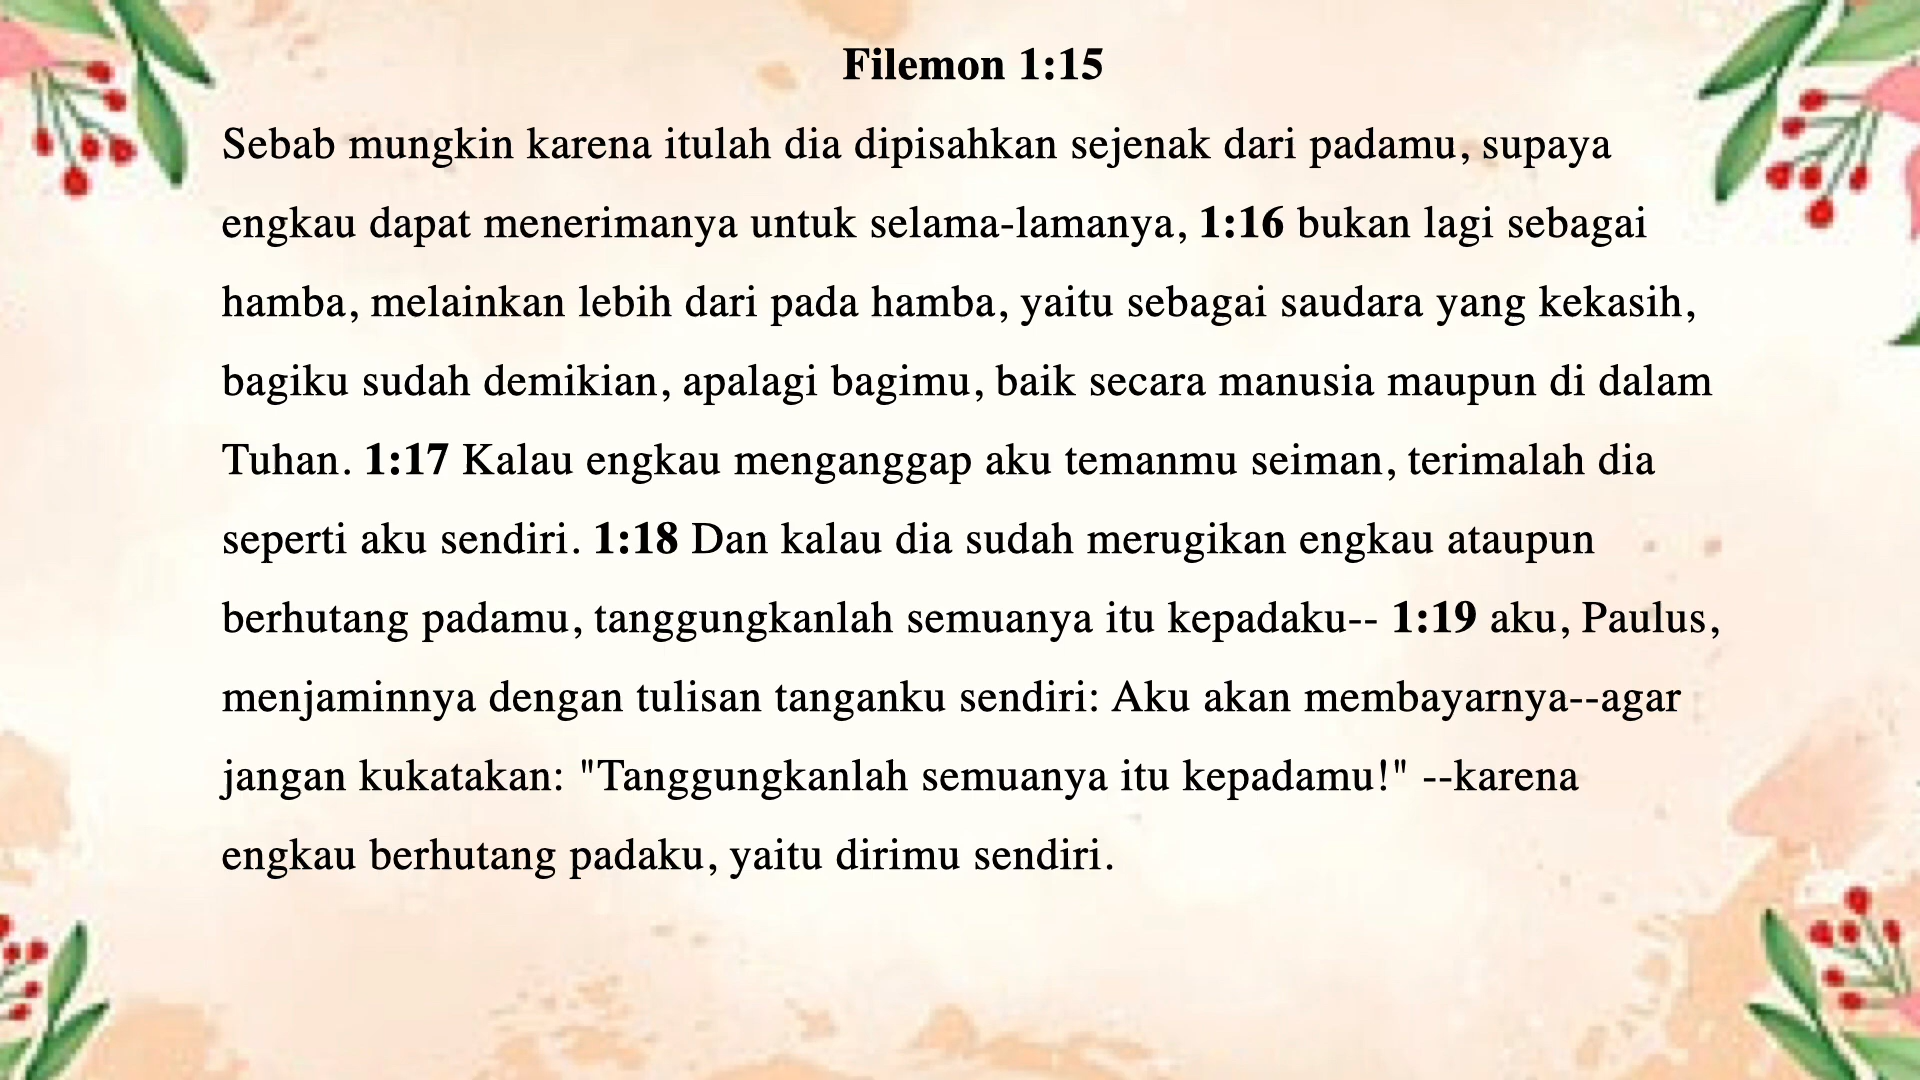 Filemon 1:15
Sebab mungkin karena itulah dia dipisahkan sejenak dari padamu, supaya
engkau dapat menerimanya untuk selama-lamanya, 1:16 bukan lagi sebagai
hamba, melainkan lebih dari pada hamba, yaitu sebagai saudara yang kekasih,
bagiku sudah demikian, apalagi bagimu, baik secara manusia maupun di dalam
Tuhan. 1:17 Kalau engkau menganggap aku temanmu seiman, terimalah dia
seperti aku sendiri. 1:18 Dan kalau dia sudah merugikan engkau ataupun
berhutang padamu, tanggungkanlah semuanya itu kepadaku-- 1:19 aku, Paulus,
menjaminnya dengan tulisan tanganku sendiri: Aku akan membayarnya--agar
jangan kukatakan: "Tanggungkanlah semuanya itu kepadamu!" --karena
engkau berhutang padaku, yaitu dirimu sendiri.